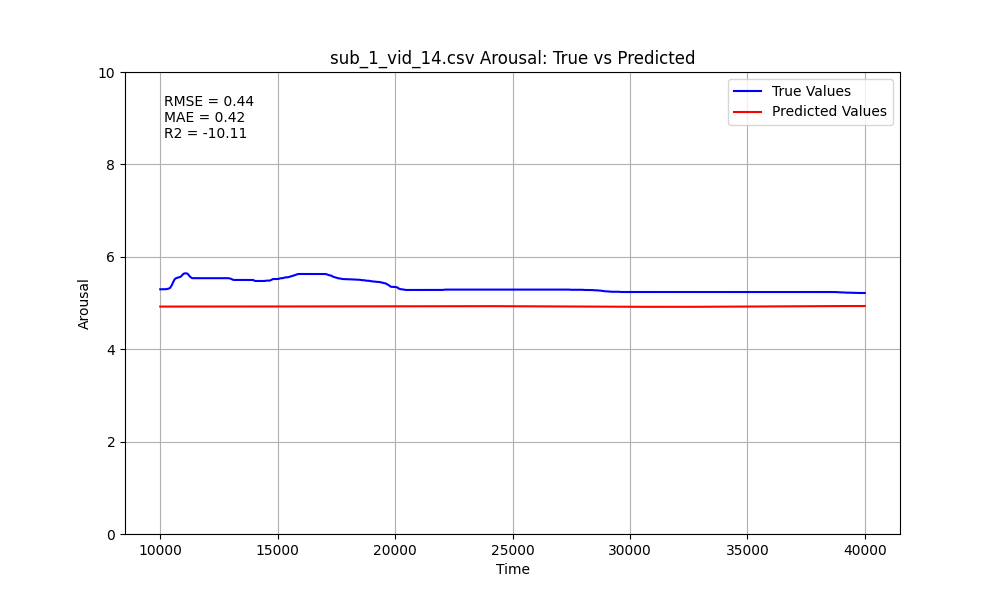 sub_1_vid_14.csv Arousal: True vs Predicted
RMSE = 0.44
MAE = 0.42
R2 = -10.11
True Values
Predicted Values
Arousal
10
8
6
4
2
0
10000 15000 20000 25000 30000 35000 40000
Time